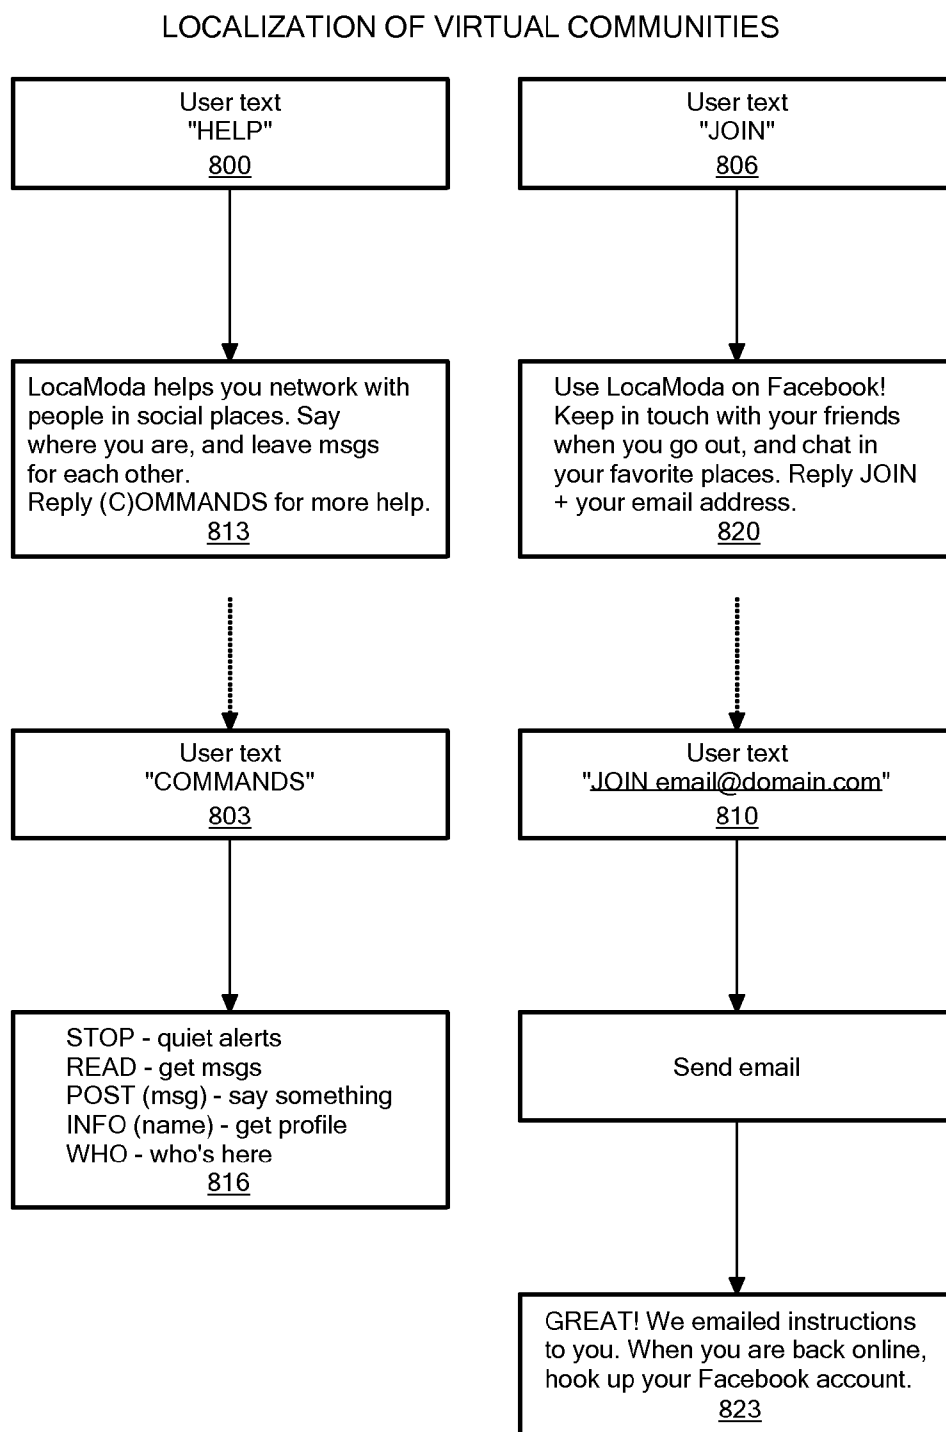 LOCALIZATION OF VIRTUAL COMMUNITIES
User text
"HELP"
800
LocaModa helps you network with
people in social places. Say
where you are, and leave msgs
for each other.
Reply (C)OMMANDS for more help.
813
User text
"COMMANDS"
803
STOP - quiet alerts
READ - get msgs
POST (msg) - say something
INFO (name) - get profile
WHO - who's here
816
User text
"JOIN"
806
Use LocaModa on Facebook!
Keep in touch with your friends
when you go out, and chat in
your favorite places. Reply JOIN
+ your email address.
820
User text
"JOIN email@domain.com"
810
Send email
GREAT! We emailed instructions
to you. When you are back online,
hook up your Facebook account.
823